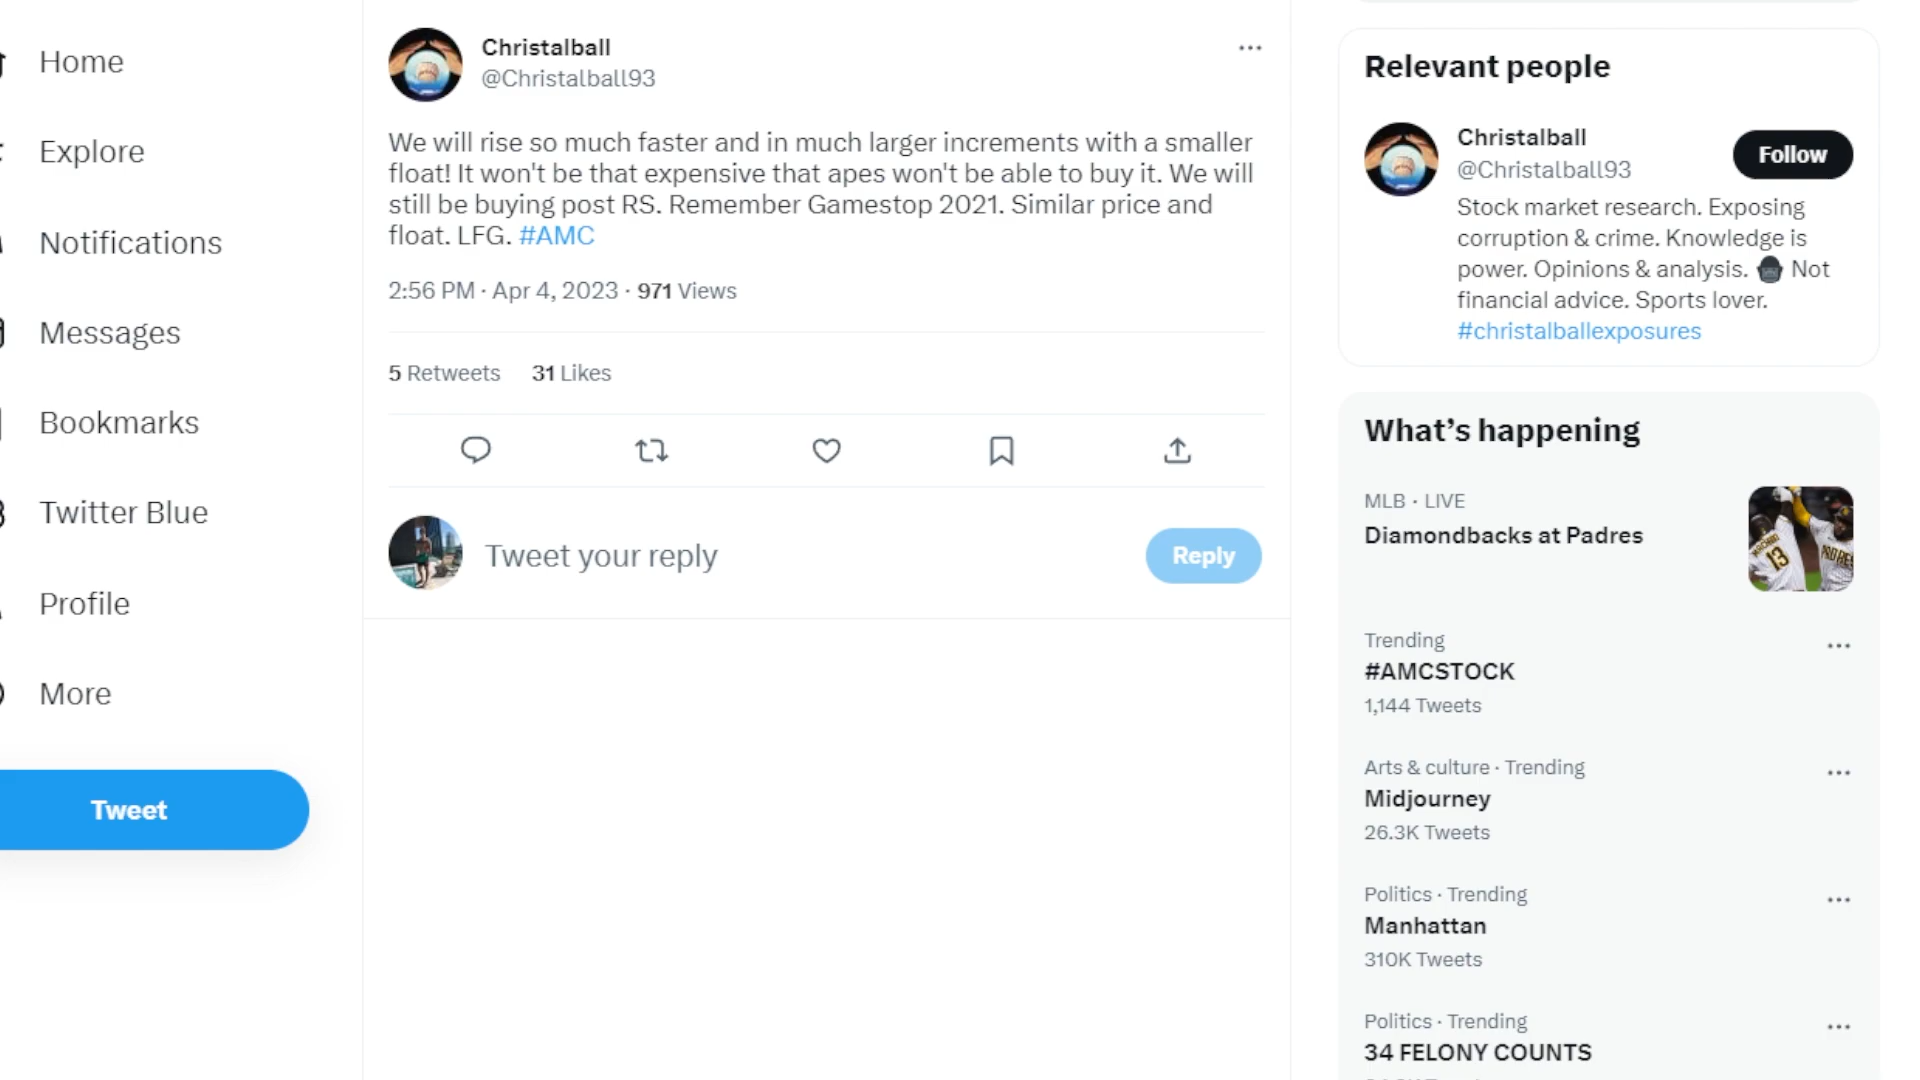 Home
Explore
Notifications
Messages
Bookmarks
Twitter Blue
Profile
More
Tweet
Christalball
@Christalball93
We will rise so much faster and in much larger increments with a smaller
float! It won't be that expensive that apes won't be able to buy it. We will
still be buying post RS. Remember Gamestop 2021. Similar price and
float. LFG. #AMC
2:56 PM · Apr 4, 2023 · 971 Views
5 Retweets 31 Likes
Tweet your reply
Reply
Relevant people
Christalball
@Christalball93
Follow
Stock market research. Exposing
corruption & crime. Knowledge is
power. Opinions & analysis. Not
financial advice. Sports lover.
#christalballexposures
What's happening
MLB · LIVE
Diamondbacks at Padres
Trending
#AMCSTOCK
1,144 Tweets
Arts & culture · Trending
Midjourney
26.3K Tweets
Politics · Trending
Manhattan
310K Tweets
Politics · Trending
34 FELONY COUNTS